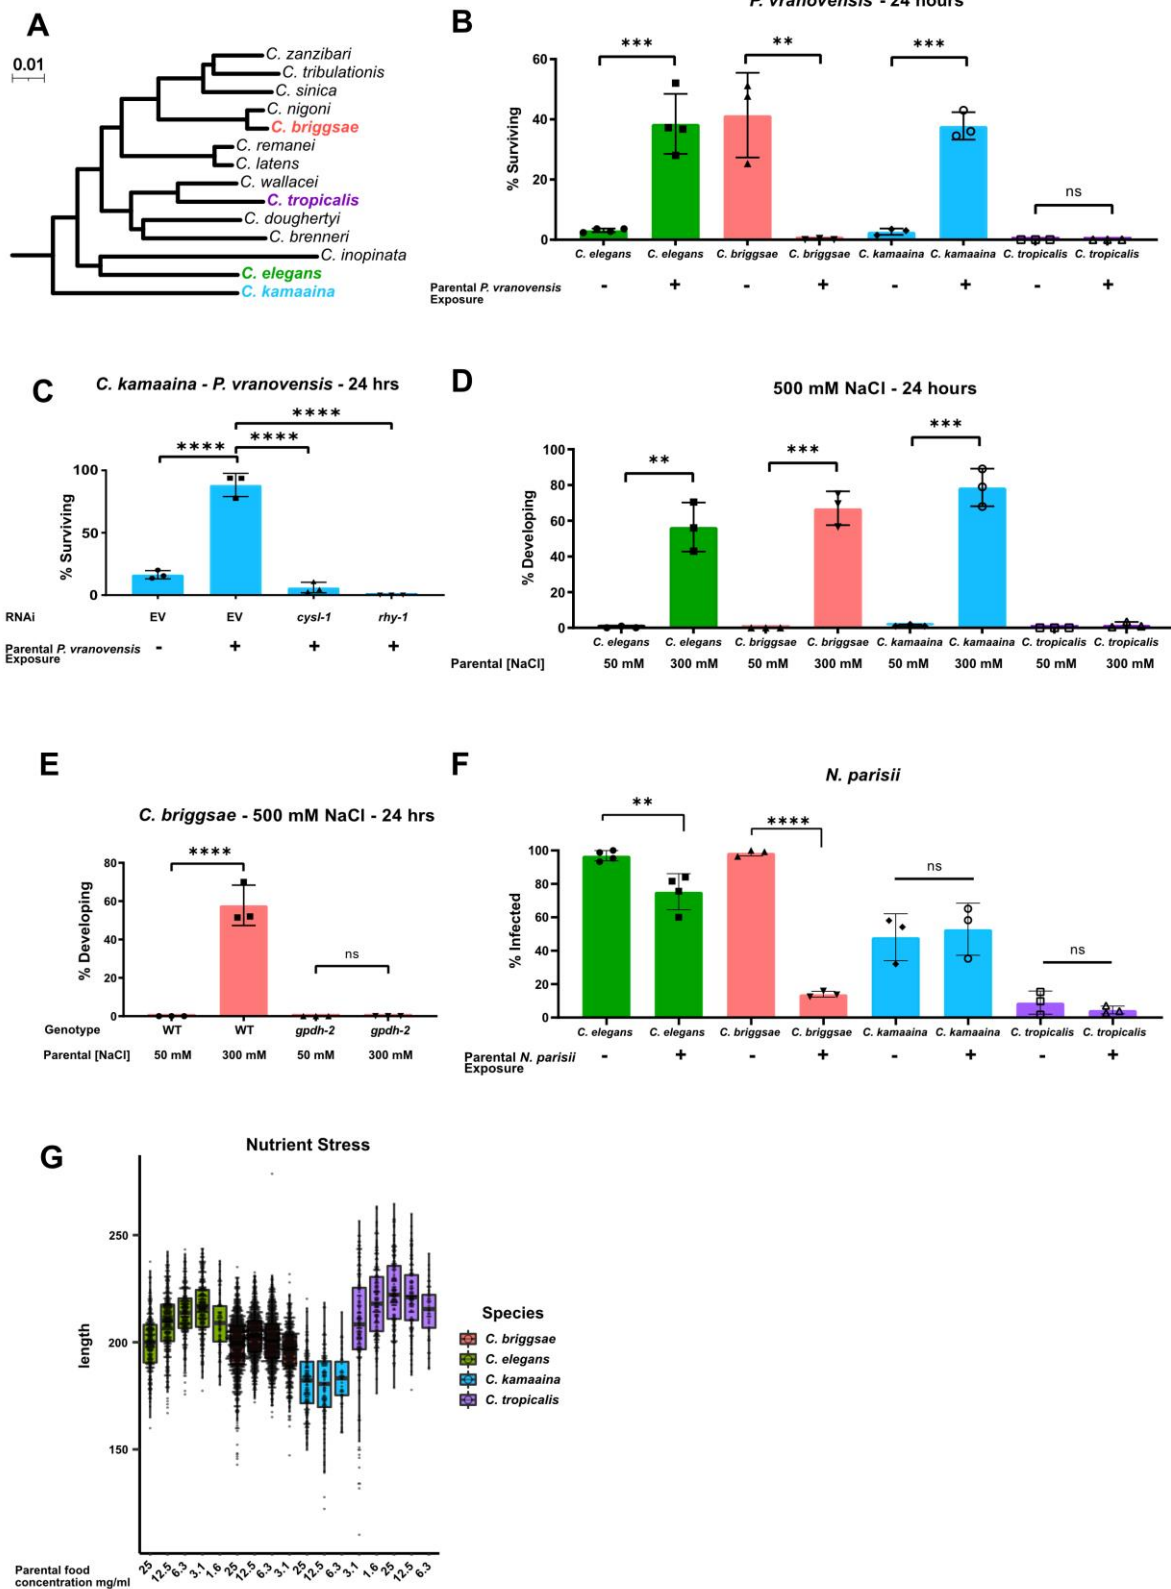 A
0.01
C. zanzibari
C. tribulationis
C. sinica
C. nigoni
C. briggsae
C. remanei
C. latens
C. wallacei
C. tropicalis
C. doughertyi
C. brenneri
C. inopinata
C. elegans
C. kamaaina
P. vranovensis - 24 hours
B
*** ** *** ns
% Surviving
60
40
20
0
C. elegans C. elegans C. briggsae C. briggsae C. kamaaina C. kamaaina C. tropicalis C. tropicalis
Parental P. vranovensis - + - + - + - +
Exposure
C
C. kamaaina - P. vranovensis - 24 hrs
****
**** ****
% Surviving
100
50
0
RNAi EV EV cysl-1 rhy-1
Parental P. vranovensis - + + +
Exposure
D
500 mM NaCl - 24 hours
** *** ***
% Developing
100
80
60
40
20
0
C. elegans C. elegans C. briggsae C. briggsae C. kamaaina C. kamaaina C. tropicalis C. tropicalis
Parental [NaCl] 50 mM 300 mM 50 mM 300 mM 50 mM 300 mM 50 mM 300 mM
E
C. briggsae - 500 mM NaCl - 24 hrs
**** ns
% Developing
80
60
40
20
0
Genotype WT WT gpdh-2 gpdh-2
Parental [NaCl] 50 mM 300 mM 50 mM 300 mM
F
N. parisii
** **** ns ns
% Infected
100
80
60
40
20
0
C. elegans C. elegans C. briggsae C. briggsae C. kamaaina C. kamaaina C. tropicalis C. tropicalis
Parental N. parisii - + - + - + - +
Exposure
G
Nutrient Stress
length
250
200
150
Species
C. briggsae
C. elegans
C. kamaaina
C. tropicalis
Parental food
concentration mg/ml
25 12.5 6.3 3.1 1.6 25 12.5 6.3 3.1 25 12.5 6.3 3.1 1.6 25 12.5 6.3